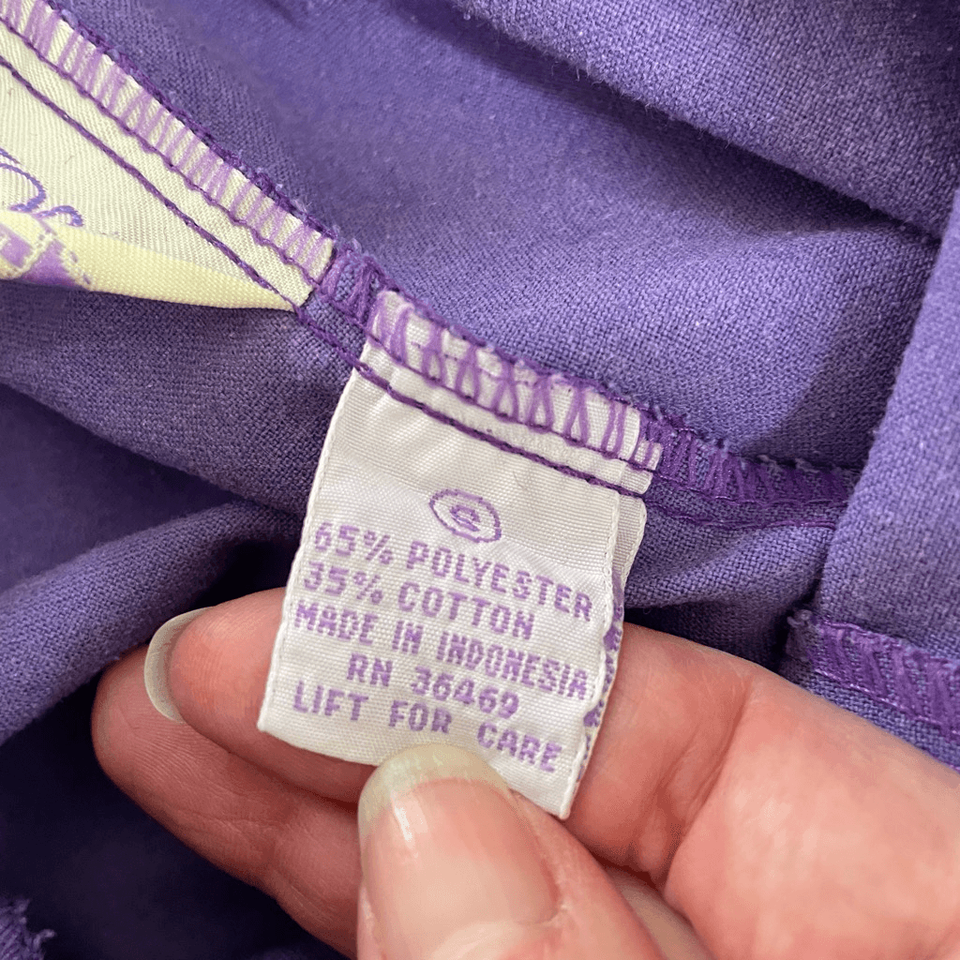 e
65% POLYESTER
35% COTTON
MADE IN INDONESIA
RN 36469
LIFT FOR CARE